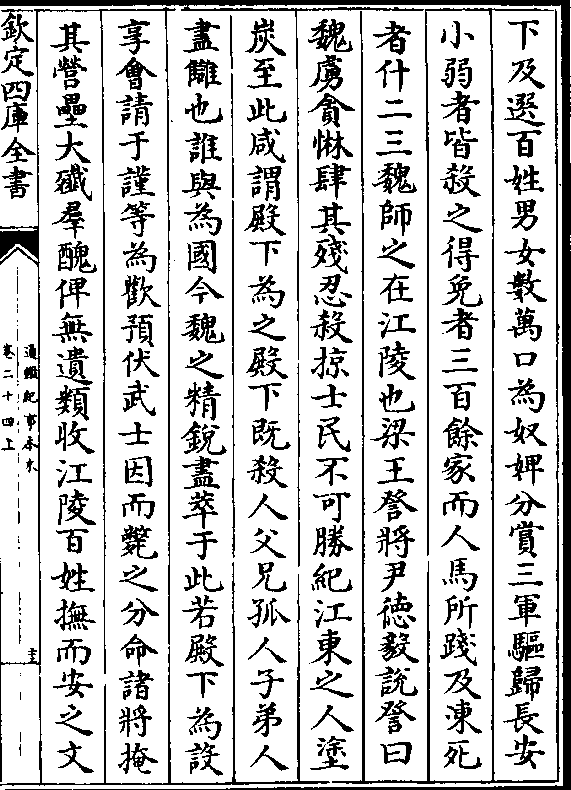 下及選百姓男女數萬口為奴婢分賞三軍驅歸長安
小弱者皆殺之得免者三百餘家而人馬所踐及凍死
者什二三魏師之在江陵也梁王詧將尹徳毅說詧曰
魏虜貪惏肆其殘忍殺掠士民不可勝紀江東之人塗
炭至此咸謂殿下為之殿下既殺人父兄孤人子弟人
盡讎也誰與為國今魏之精銳盡萃于此若殿下為設
享會請于謹等為歡預伏武士因而斃之分命諸將掩
其營壘大殲羣醜俾無遺類收江陵百姓撫而安之文
欽定四庫全書
通鑑紀事本末
卷二十四上